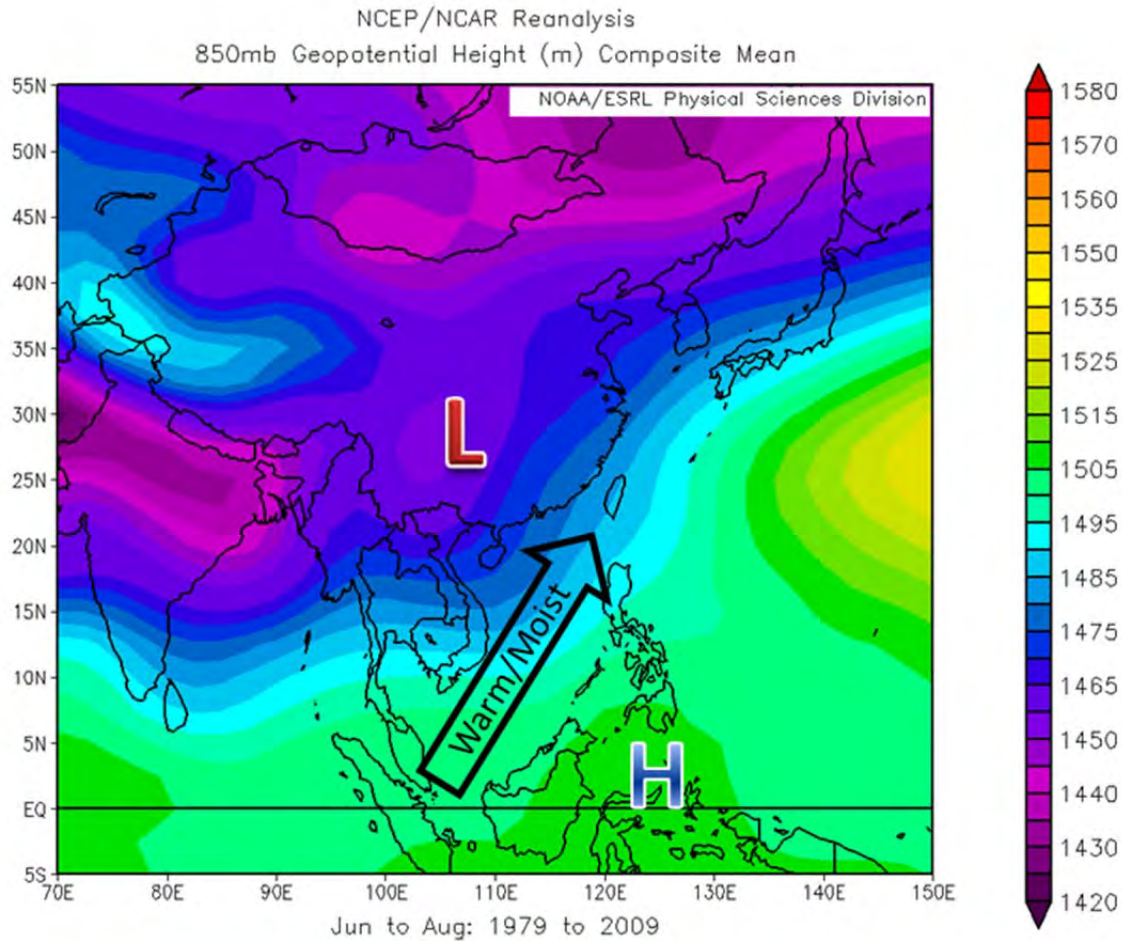 NCEP/NCAR Reanalysis
850mb Geopotential Height (m) Composite Mean
NOAA/ESRL Physical Sciences Division
55N
50N
45N
40N
35N
30N
25N
20N
15N
10N
5N
EQ
5S
70E
80E
90E
100E
110E
120E
130E
140E
150E
L
Warm/Moist
H
1580
1570
1560
1550
1535
1525
1515
1505
1495
1485
1475
1465
1450
1440
1430
1420
Jun to Aug: 1979 to 2009